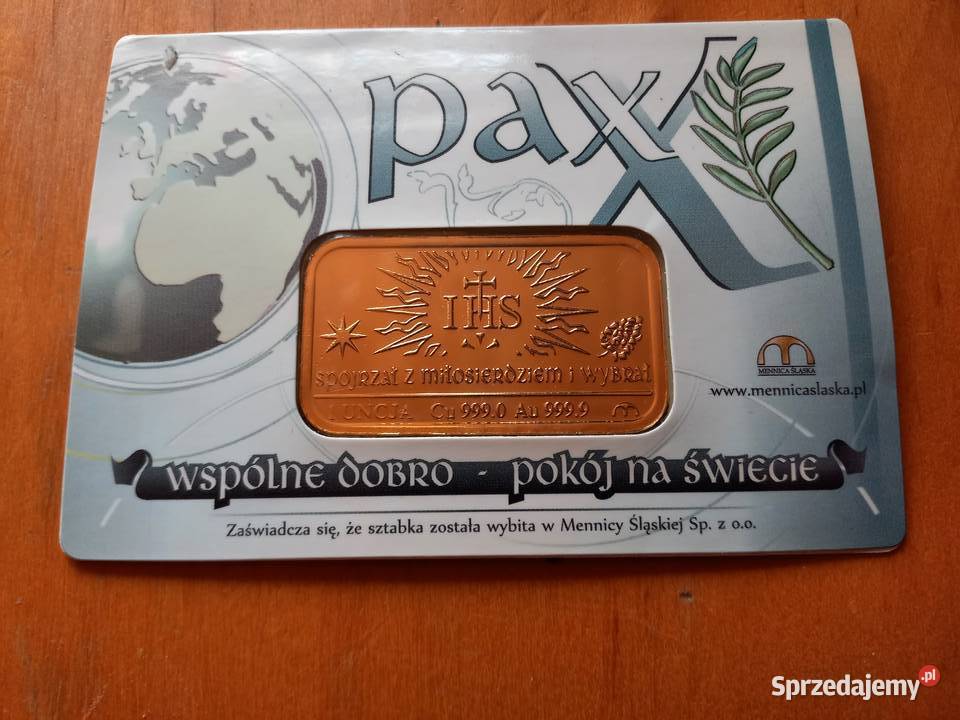 pax
IHS
SPOJRZAŁ Z MIŁOSIERDZIEM I WYBRAŁ
1 UNCJA Cu 999.0 Au 999.9
MENNICA ŚLĄSKA
www.mennicaslaska.pl
WSPÓLNE DOBRO - POKÓJ NA ŚWIECIE
Zaświadcza się, że sztabka została wybita w Mennicy Śląskiej Sp. z o.o.
Sprzedajemy.pl